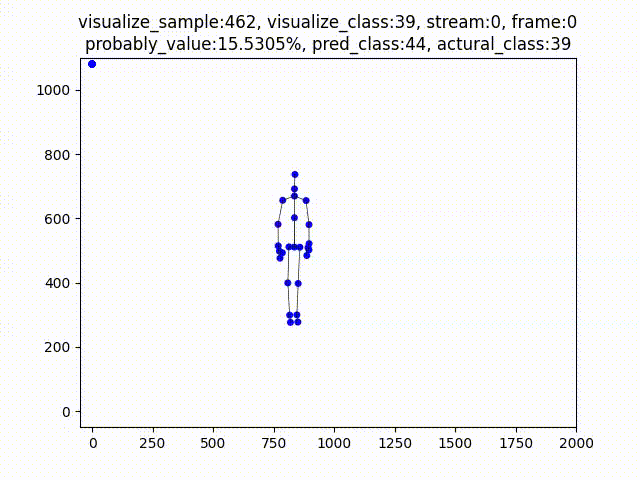 visualize_sample:462, visualize_class:39, stream:0, frame:0
probably_value:15.5305%, pred_class:44, actural_class:39
1000
800
600
400
200
0
0 250 500 750 1000 1250 1500 1750 2000